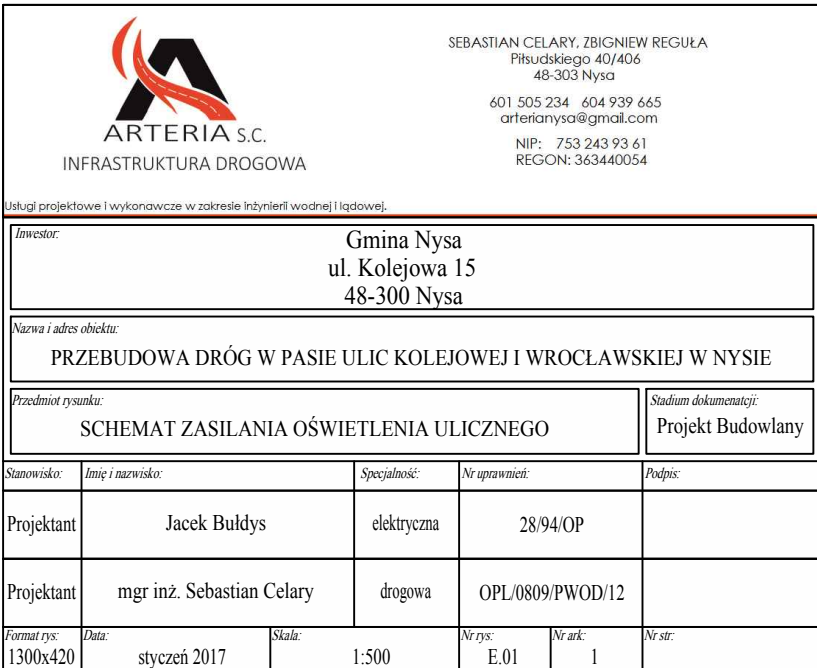 ARTERIA s.c.
INFRASTRUKTURA DROGOWA
SEBASTIAN CELARY, ZBIGNIEW REGUŁA
Piłsudskiego 40/406
48-303 Nysa
601 505 234 604 939 665
arterianysa@gmail.com
NIP: 753 243 93 61
REGON: 363440054
Usługi projektowe i wykonawcze w zakresie inżynierii wodnej i lądowej.
Inwestor:
Gmina Nysa
ul. Kolejowa 15
48-300 Nysa
Nazwa i adres obiektu:
PRZEBUDOWA DRÓG W PASIE ULIC KOLEJOWEJ I WROCŁAWSKIEJ W NYSIE
Przedmiot rysunku:
SCHEMAT ZASILANIA OŚWIETLENIA ULICZNEGO
Stadium dokumenatcji:
Projekt Budowlany
Stanowisko: Imię i nazwisko: Specjalność: Nr uprawnień: Podpis:
Projektant Jacek Bułdys elektryczna 28/94/OP
Projektant mgr inż. Sebastian Celary drogowa OPL/0809/PWOD/12
Format rys: Data: Skala: Nr rys: Nr ark: Nr str:
1300x420 styczeń 2017 1:500 E.01 1